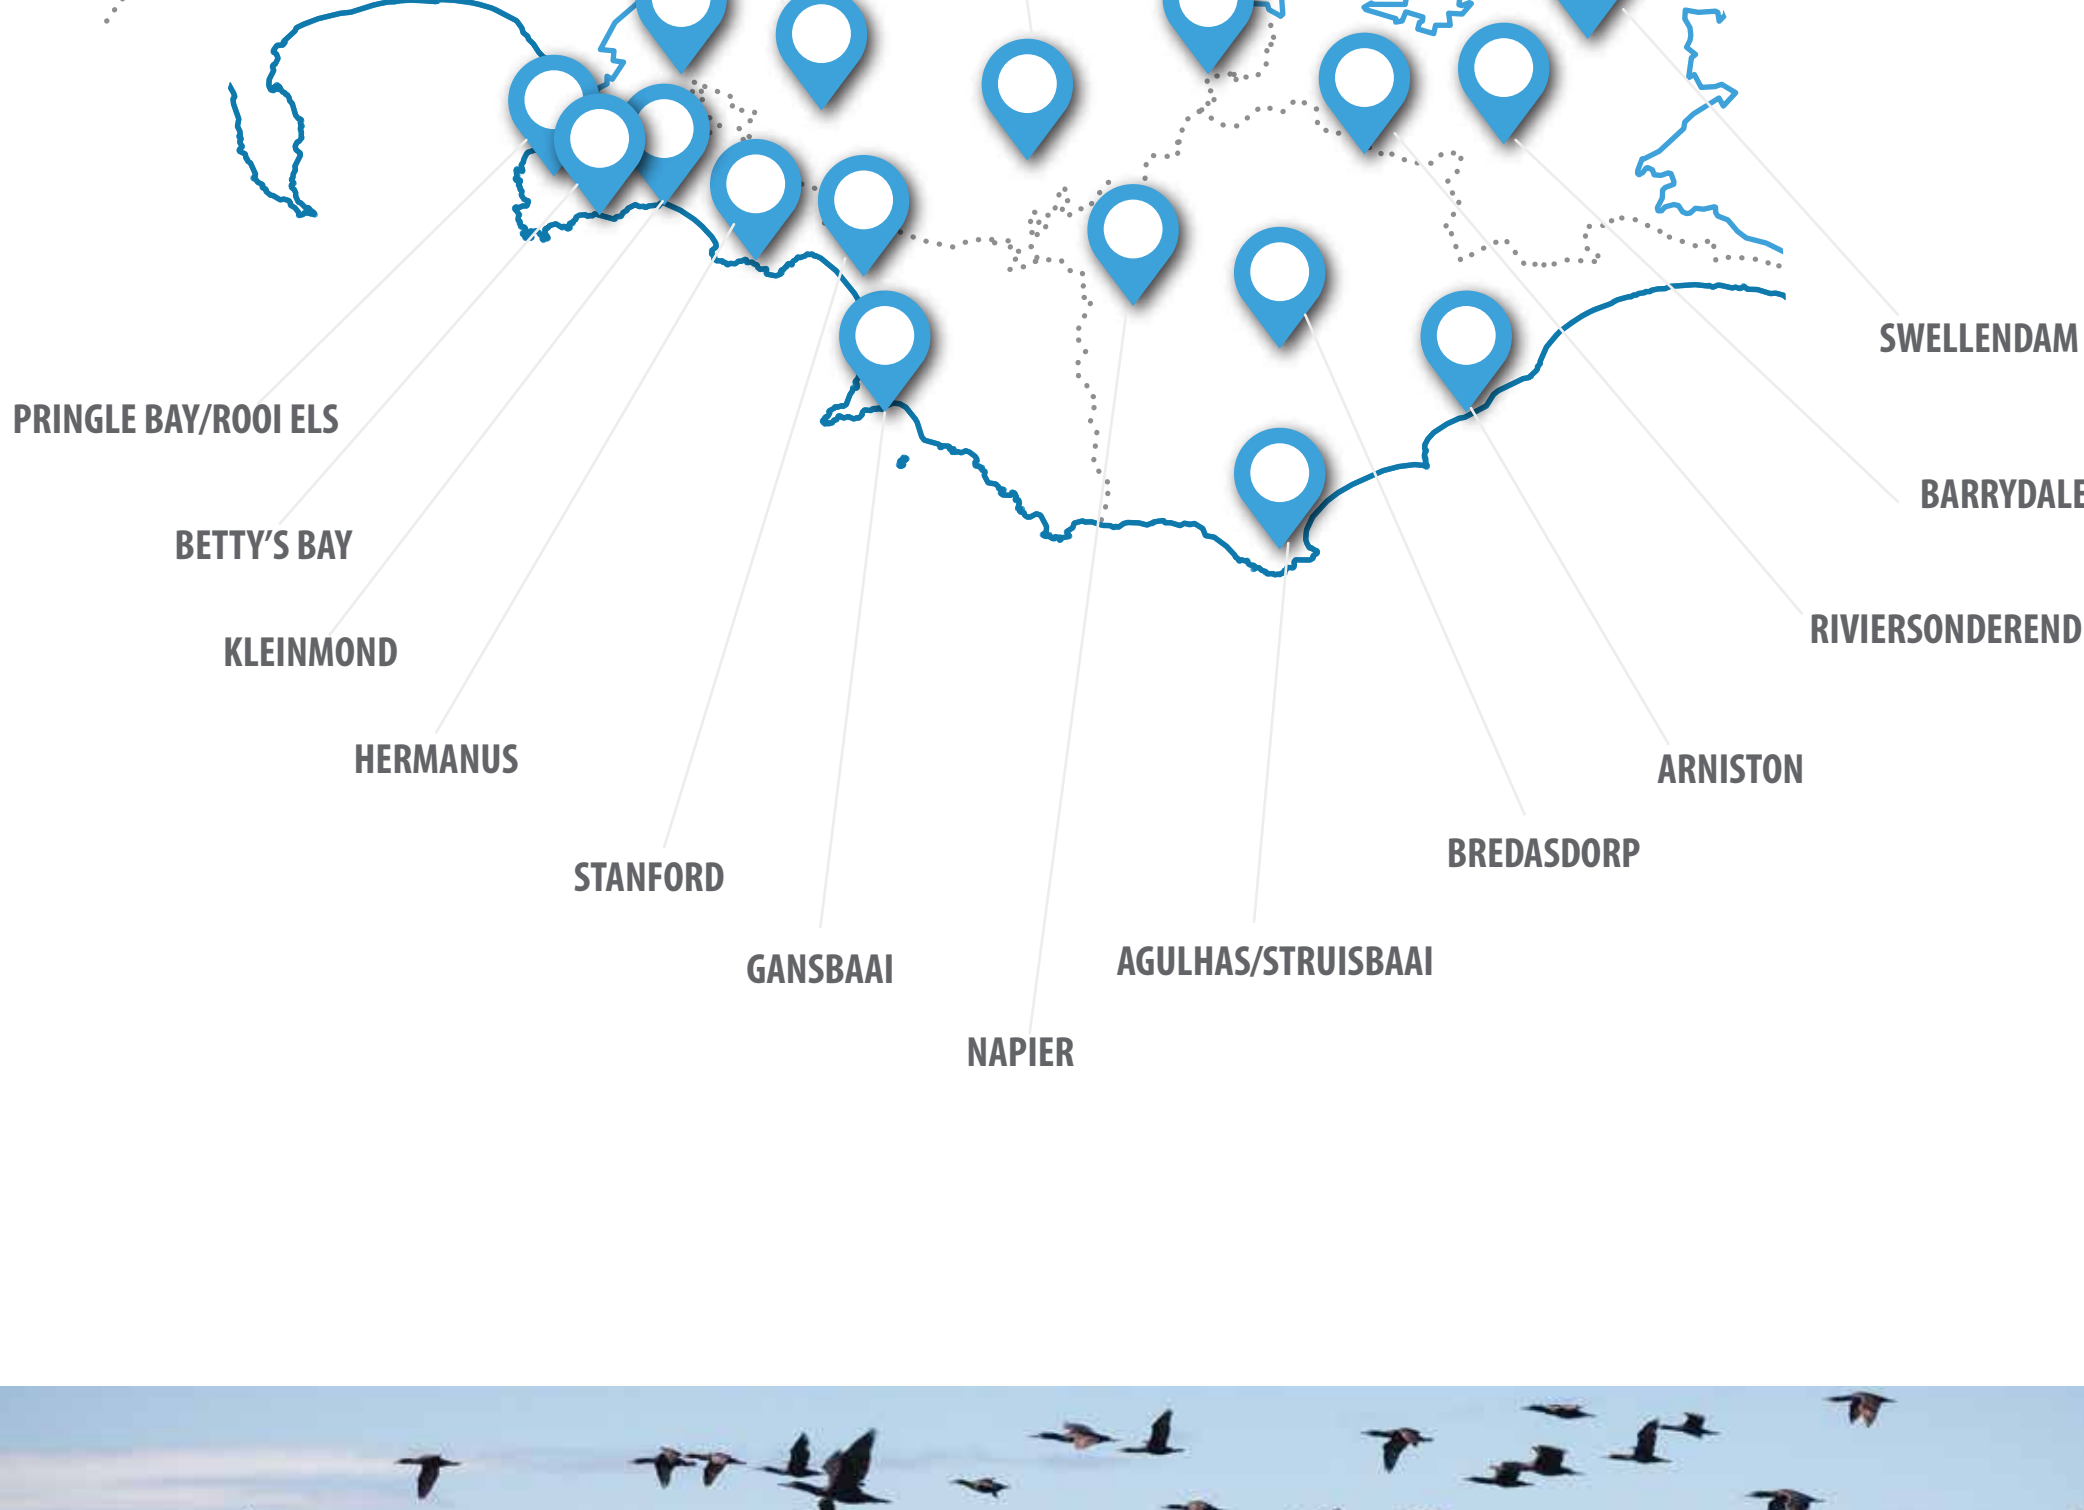 SWELLENDAM
PRINGLE BAY/ROOI ELS
BARRYDALE
BETTY'S BAY
RIVIERSONDEREND
KLEINMOND
HERMANUS
ARNISTON
BREDASDORP
STANFORD
AGULHAS/STRUISBAAI
GANSBAAI
NAPIER